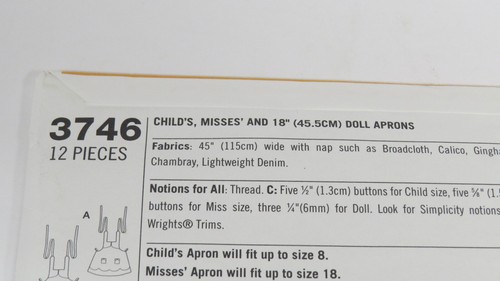 3746
12 PIECES
CHILD'S, MISSES' AND 18" (45.5CM) DOLL APRONS
Fabrics: 45" (115cm) wide with nap such as Broadcloth, Calico,
Chambray, Lightweight Denim.
Notions for All: Thread. C: Five ½" (1.3cm) buttons for Child size, five ⅝"
buttons for Miss size, three ¼"(6mm) for Doll. Look for Simplicity notions
Wrights® Trims.
A
Child's Apron will fit up to size 8.
Misses' Apron will fit up to size 18.